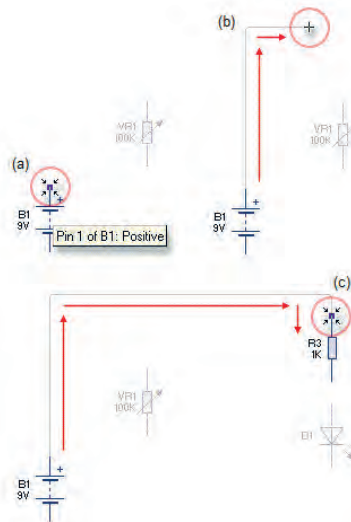 (b)
VR1
100K
VR1
100K
(a)
+
B1
9V
Pin 1 of B1: Positive
+
B1
9V
(c)
R3
1K
VR1
100K
B1
+
B1
9V